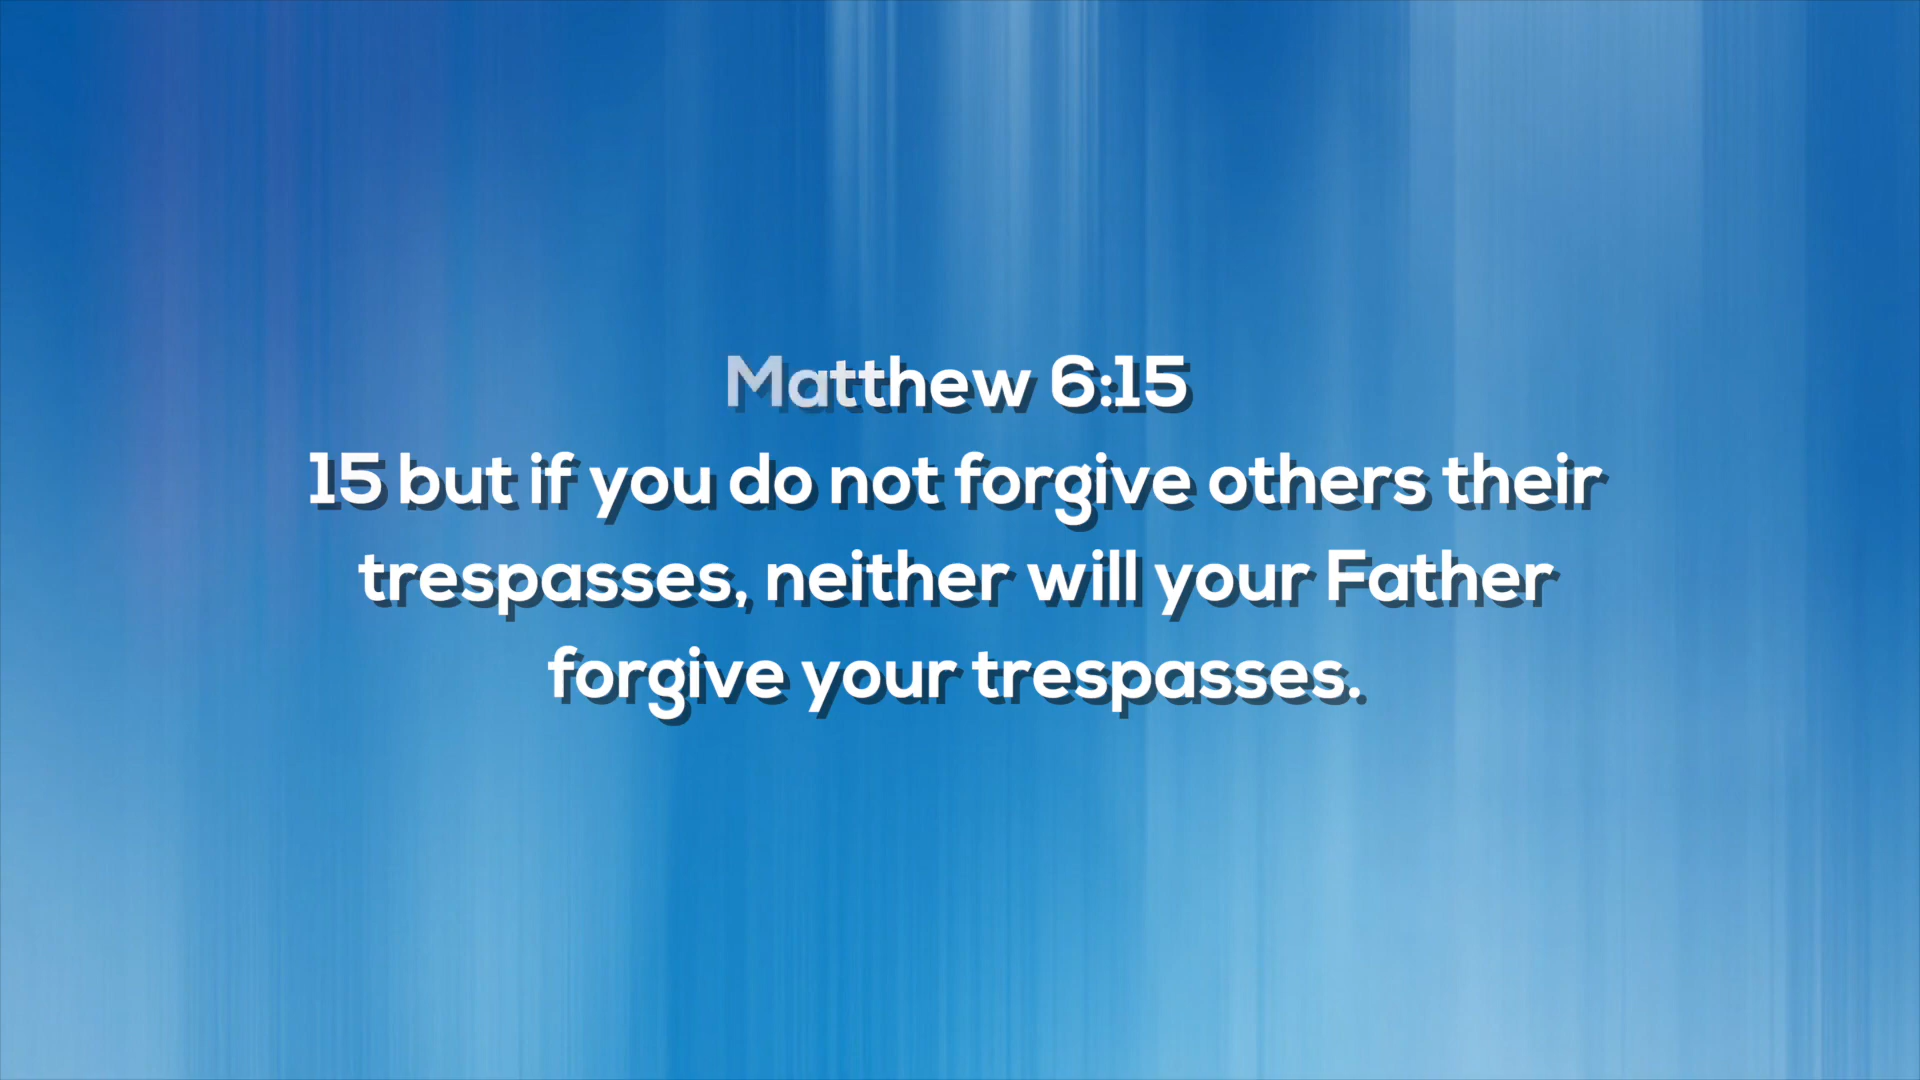 Matthew 6:15
15 but if you do not forgive others their
trespasses, neither will your Father
forgive your trespasses.